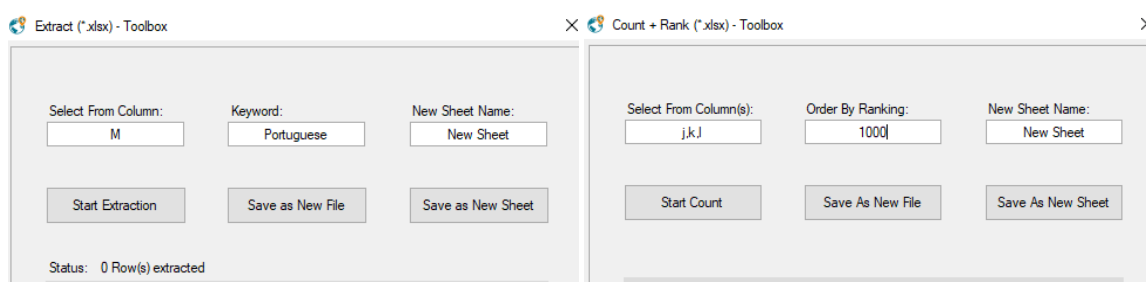 Extract (*.xlsx) - Toolbox
Select From Column: Keyword: New Sheet Name:
M Portuguese New Sheet
Start Extraction Save as New File Save as New Sheet
Status: 0 Row(s) extracted
Count + Rank (*.xlsx) - Toolbox
Select From Column(s): Order By Ranking: New Sheet Name:
j,k,l 1000 New Sheet
Start Count Save As New File Save As New Sheet